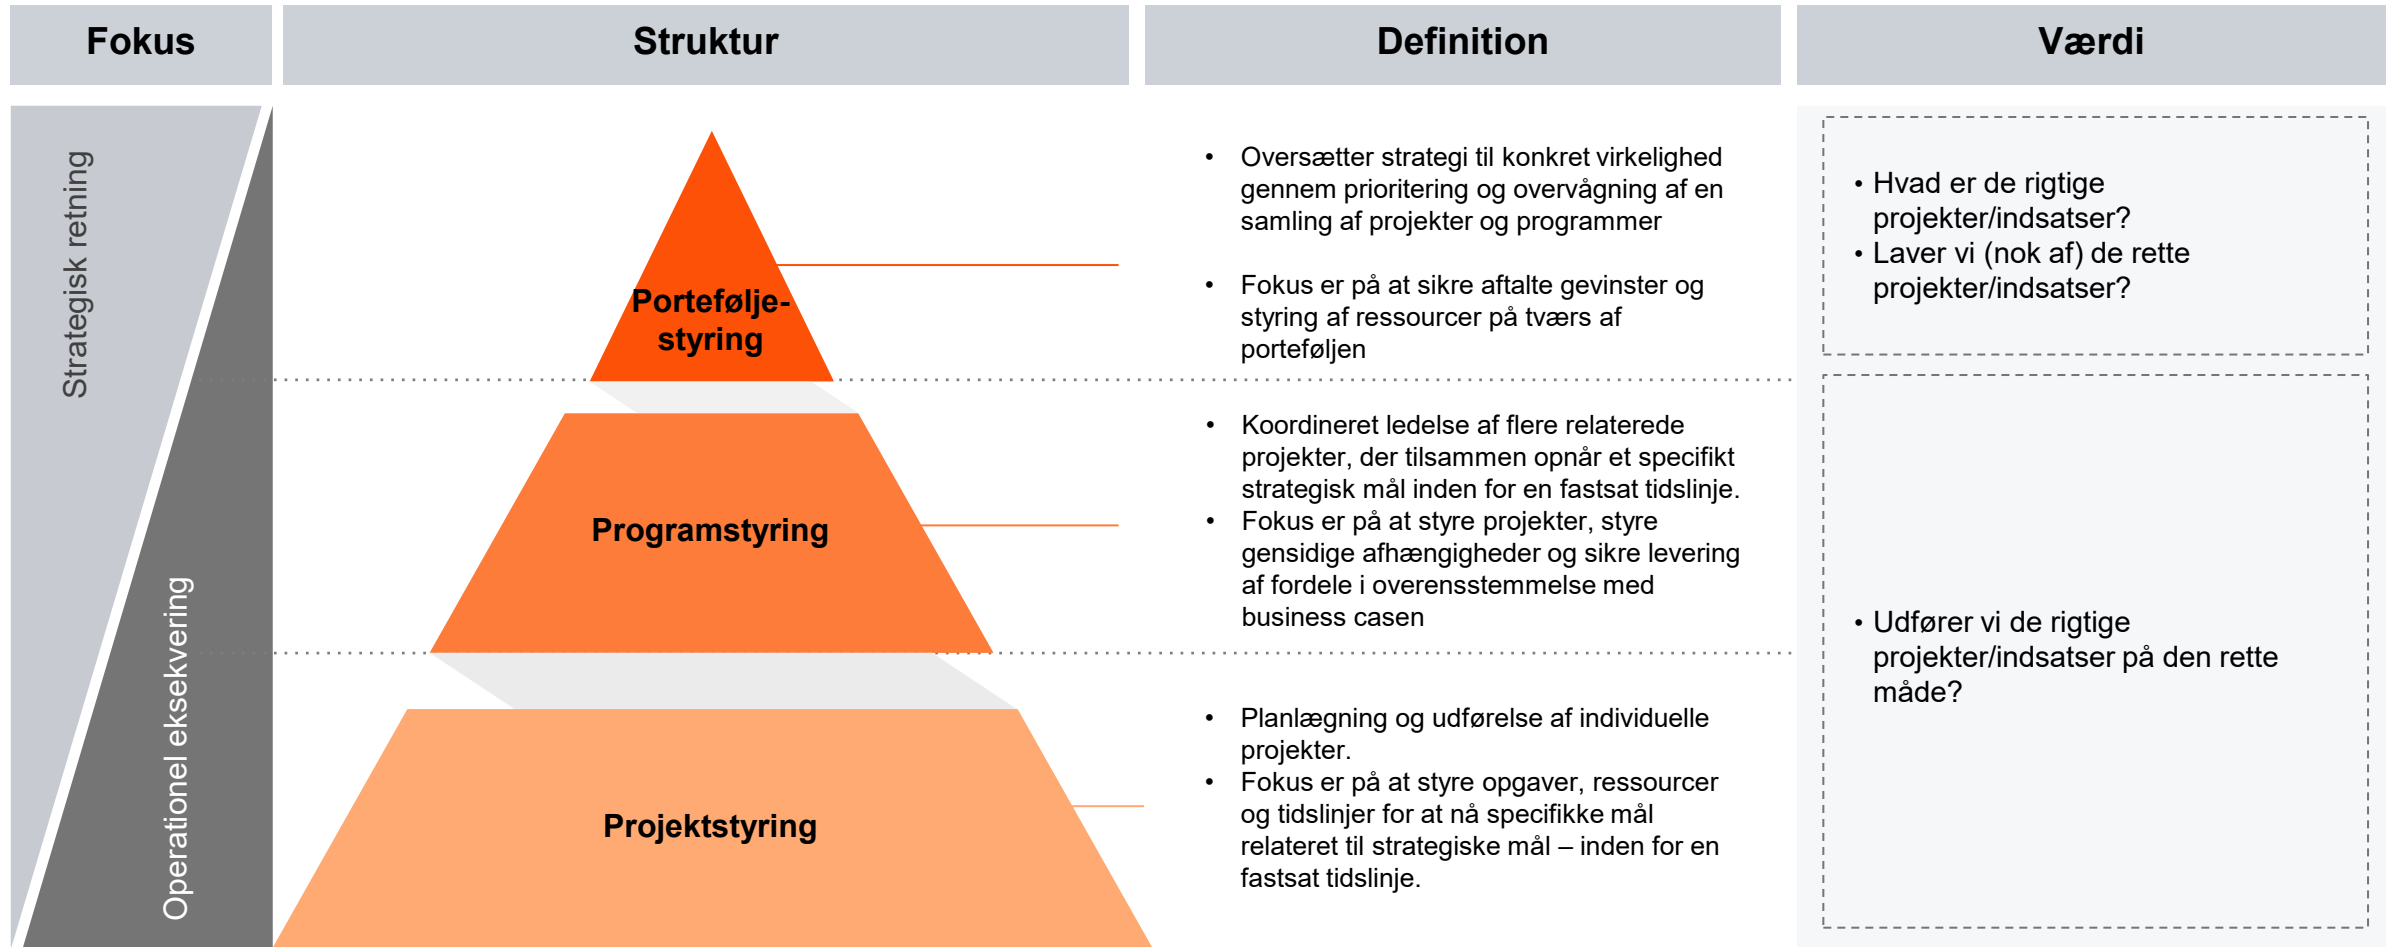 Fokus
Struktur
Definition
Værdi
Strategisk retning
Operationel eksekvering
Portefølje-
styring
• Oversætter strategi til konkret virkelighed
gennem prioritering og overvågning af en
samling af projekter og programmer
• Fokus er på at sikre aftalte gevinster og
styring af ressourcer på tværs af
porteføljen
• Hvad er de rigtige
projekter/indsatser?
• Laver vi (nok af) de rette
projekter/indsatser?
Programstyring
• Koordineret ledelse af flere relaterede
projekter, der tilsammen opnår et specifikt
strategisk mål inden for en fastsat tidslinje.
• Fokus er på at styre projekter, styre
gensidige afhængigheder og sikre levering
af fordele i overensstemmelse med
business casen
• Udfører vi de rigtige
projekter/indsatser på den rette
måde?
Projektstyring
• Planlægning og udførelse af individuelle
projekter.
• Fokus er på at styre opgaver, ressourcer
og tidslinjer for at nå specifikke mål
relateret til strategiske mål – inden for en
fastsat tidslinje.